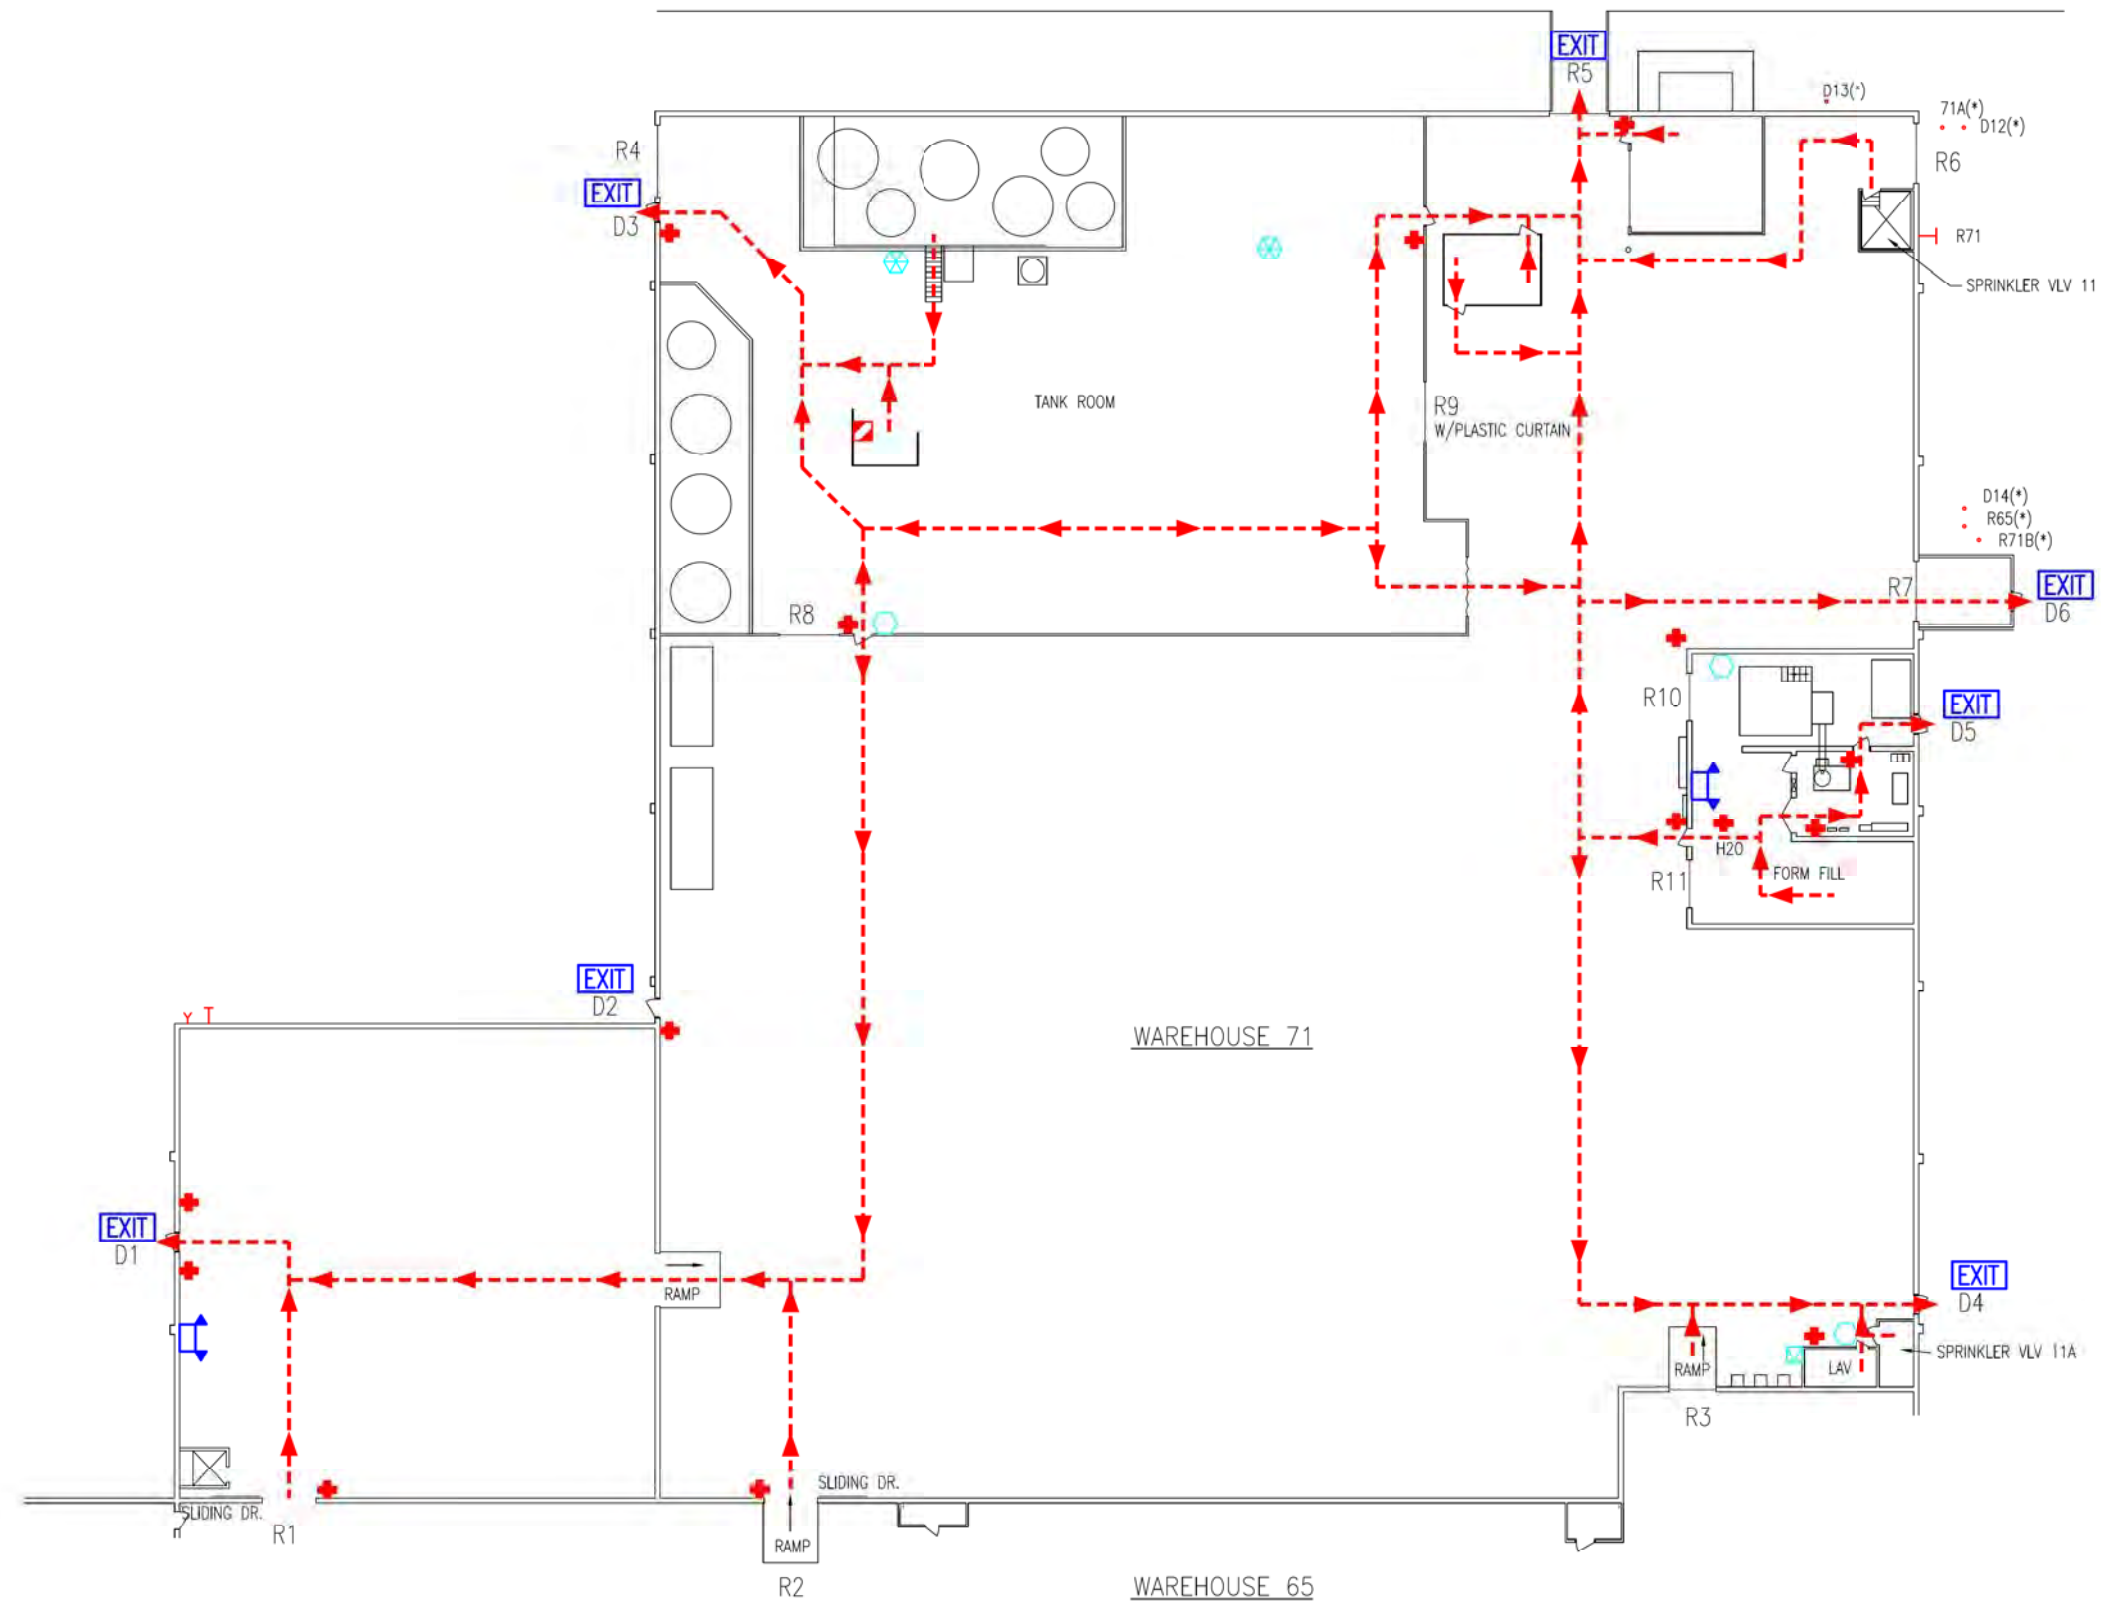 EXIT
R5
D13(*)
71A(*)
D12(*)
R4
R6
EXIT
D3
R71
SPRINKLER VLV 11
TANK ROOM
R9
W/PLASTIC CURTAIN
D14(*)
R65(*)
R71B(*)
R7
EXIT
D6
R8
R10
EXIT
D5
H20
R11
FORM FILL
EXIT
D2
Y T
WAREHOUSE 71
EXIT
D1
RAMP
EXIT
D4
SPRINKLER VLV 11A
RAMP
LAV
R3
SLIDING DR.
SLIDING DR.
R1
RAMP
R2
WAREHOUSE 65